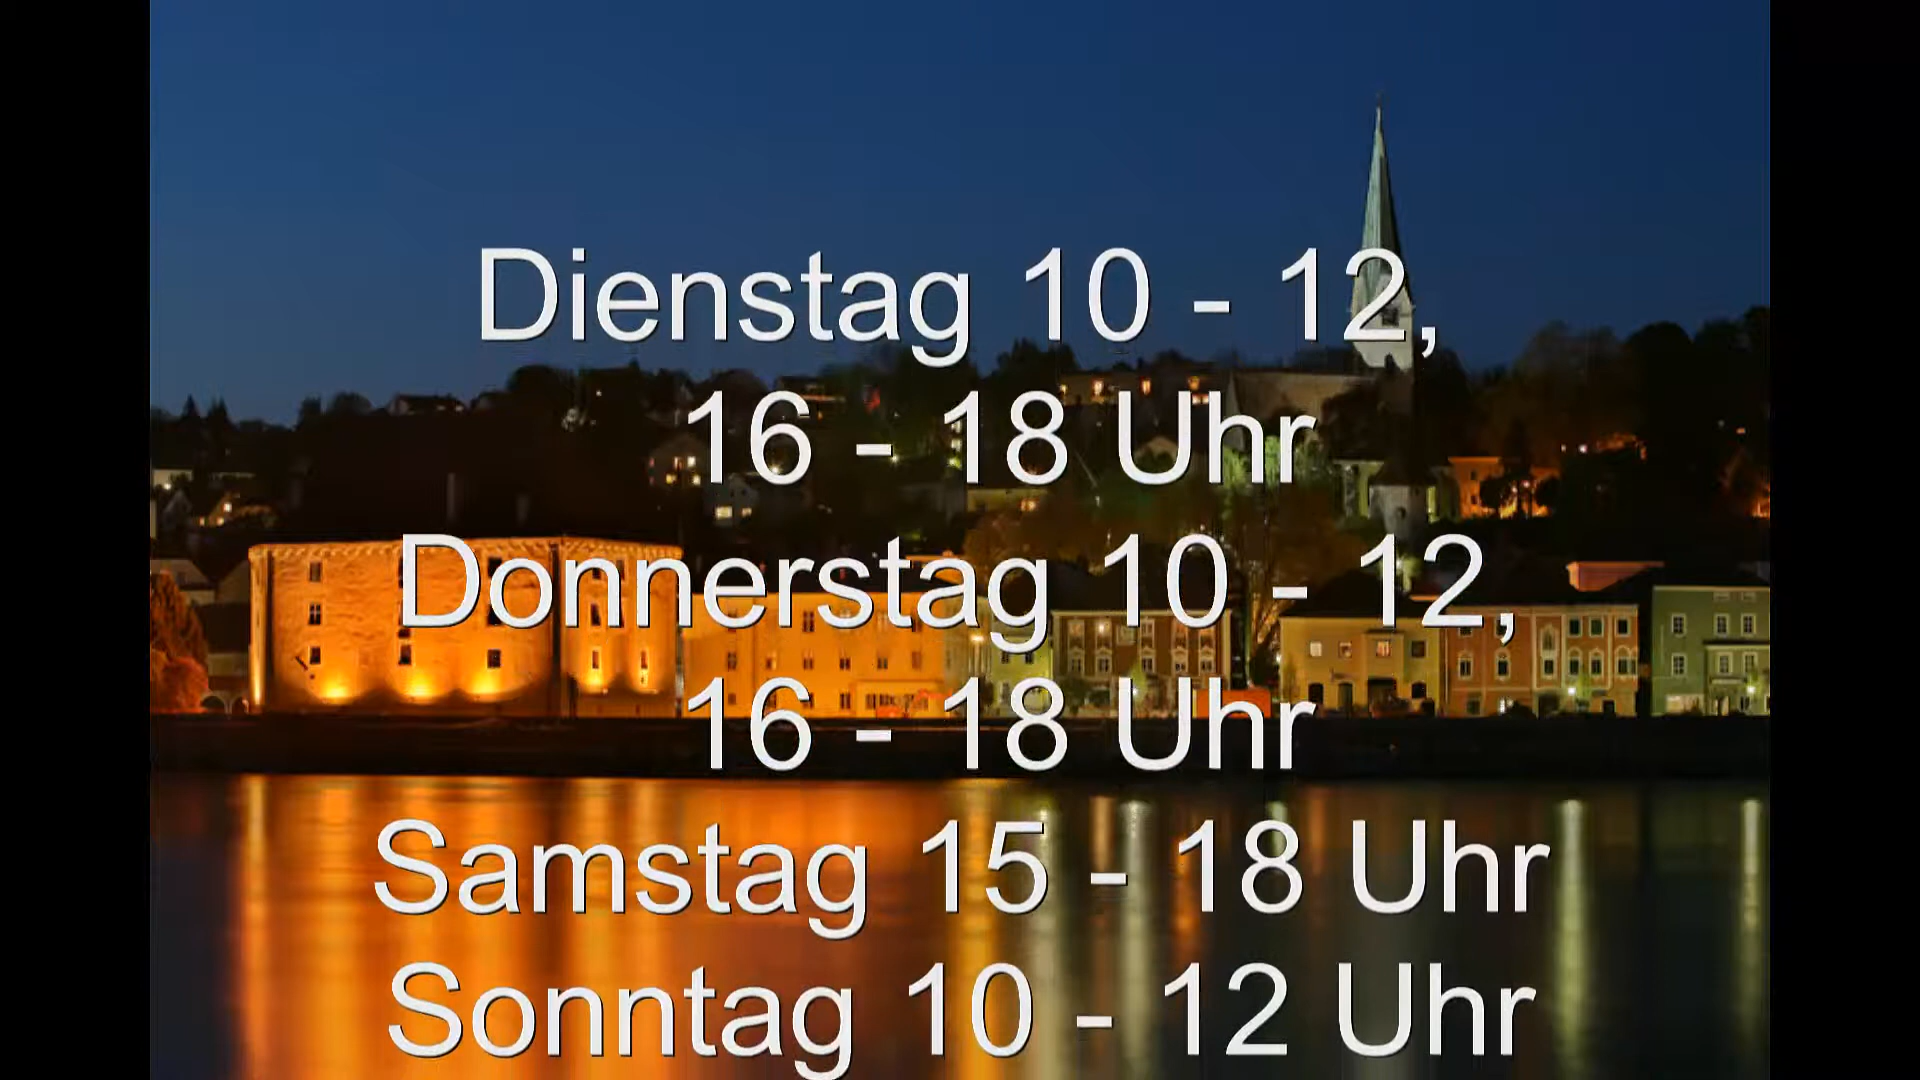 Dienstag 10 - 12,
16 - 18 Uhr
Donnerstag 10 - 12,
16 - 18 Uhr
Samstag 15 - 18 Uhr
Sonntag 10 - 12 Uhr